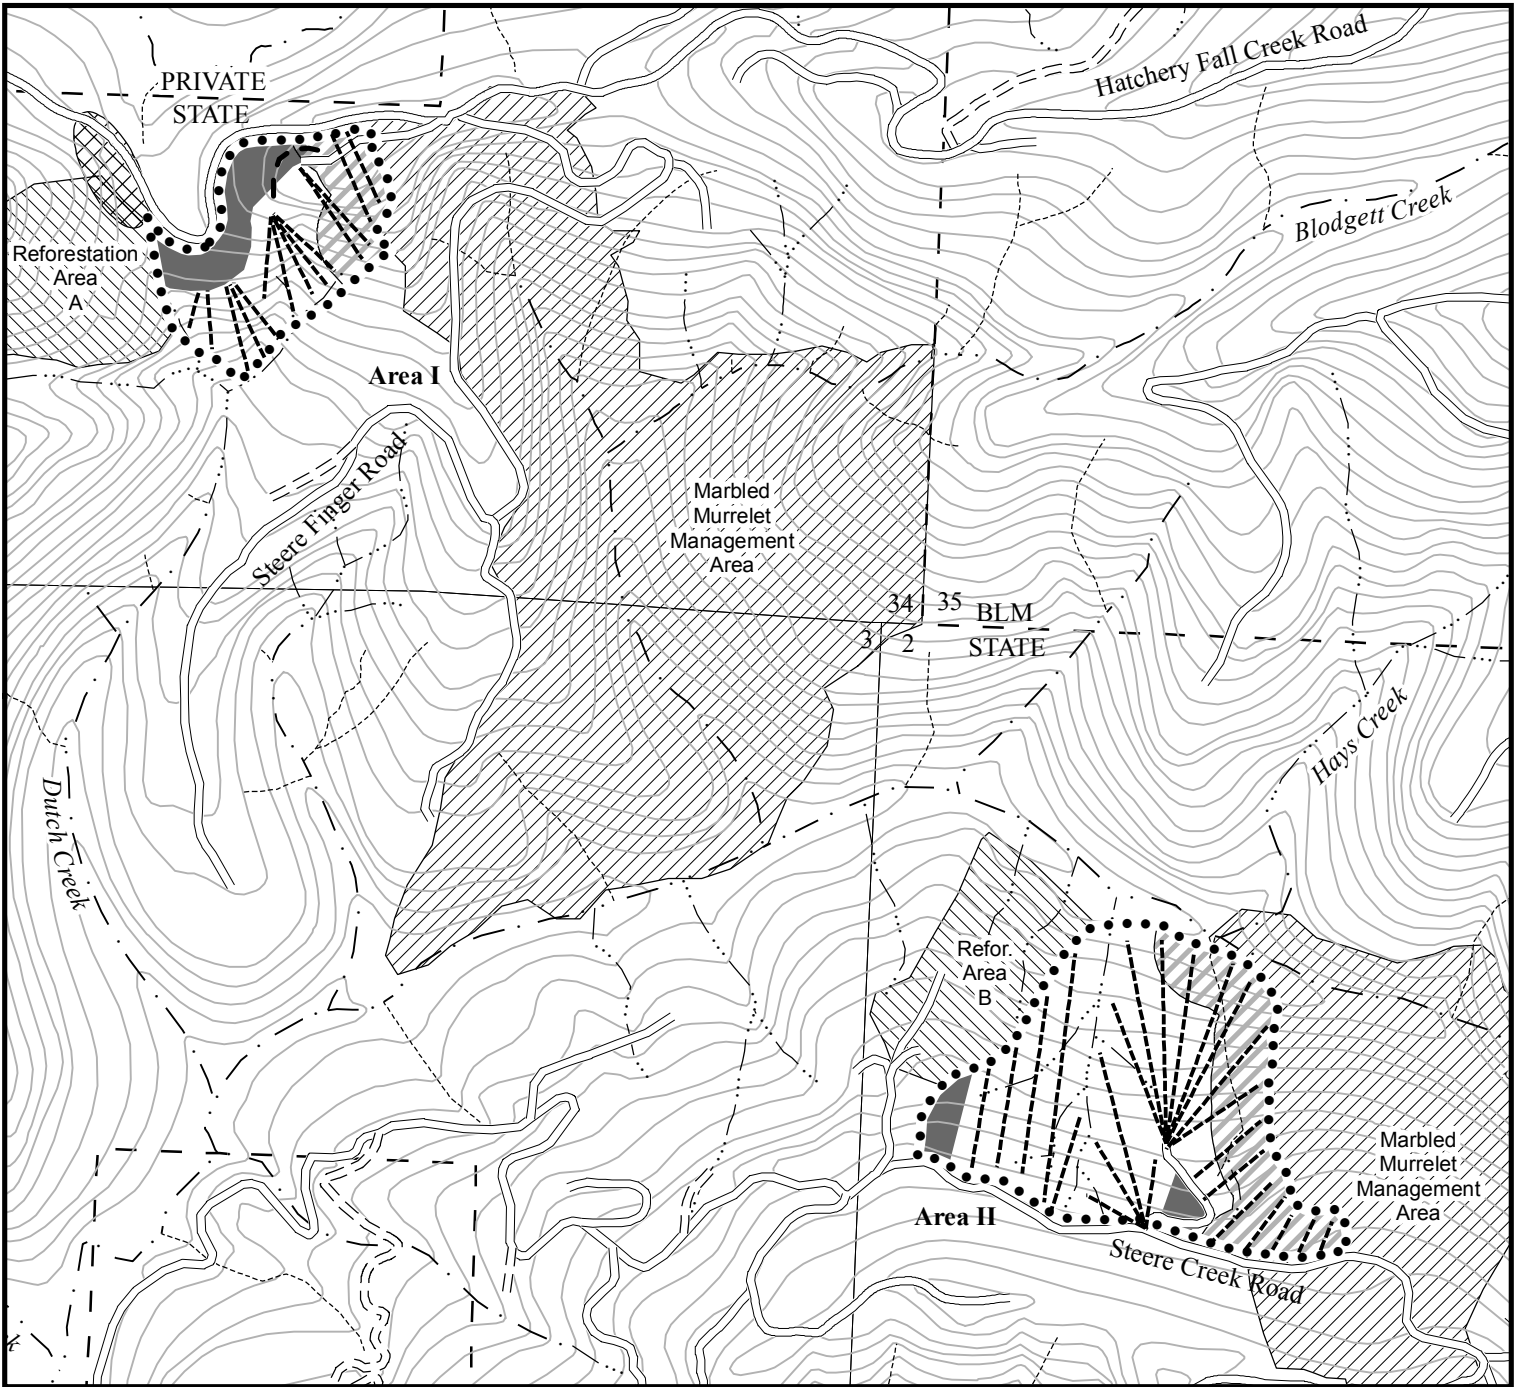 Hatchery Fall Creek Road
PRIVATE
STATE
Blodgett Creek
Reforestation
Area
A
Area I
Steere Finger Road
Marbled
Murrelet
Management
Area
34
35
BLM
3
2
STATE
Hays Creek
Dutch Creek
Refor.
Area
B
Marbled
Murrelet
Management
Area
Area II
Steere Creek Road